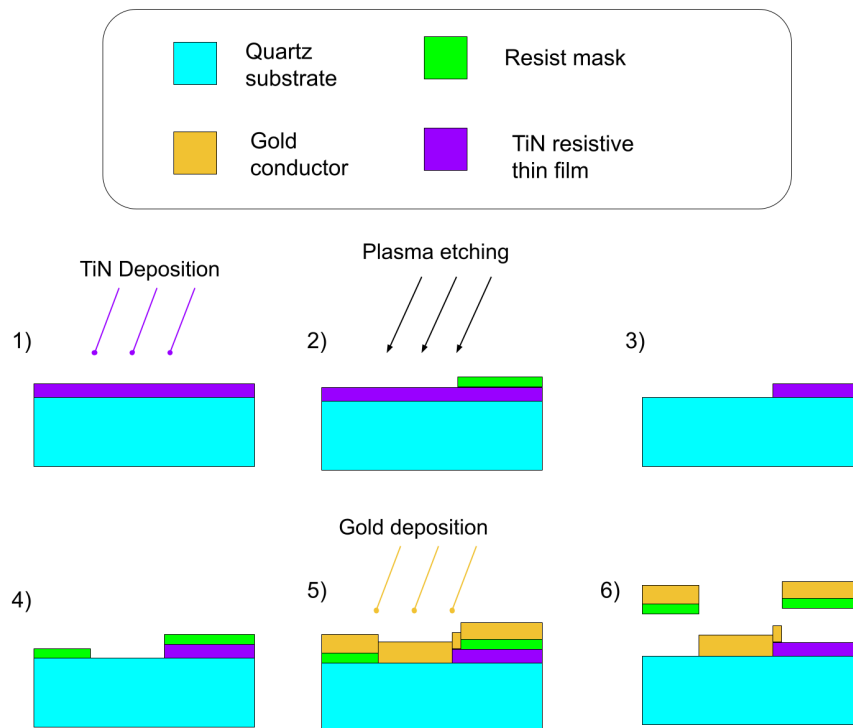 Quartz
substrate
Resist mask
Gold
conductor
TiN resistive
thin film
TiN Deposition
Plasma etching
1)
2)
3)
Gold deposition
4)
5)
6)